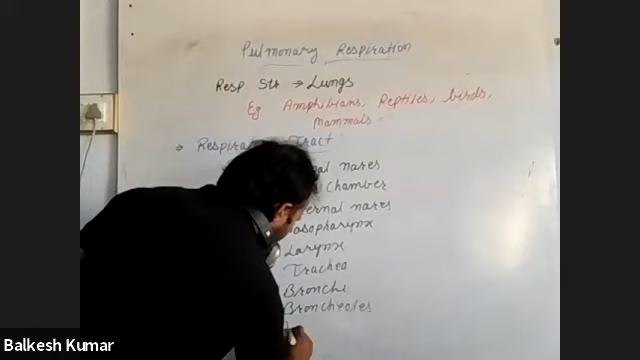 Pulmonary Respiration
Resp Str → Lungs
Eg Amphibians, Reptiles, birds,
Mammals
Tract
nares
Chamber
nares
Larynx
Trachea
Bronchi
Broncheoles
Balkesh Kumar